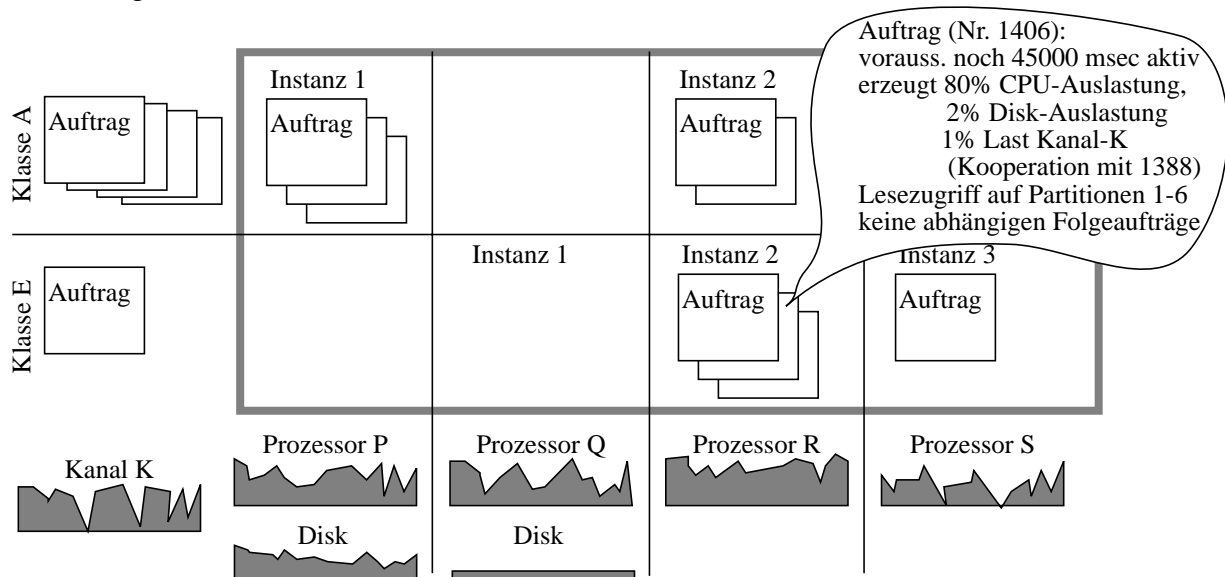 Auftrag (Nr. 1406):
vorauss. noch 45000 msec aktiv
erzeugt 80% CPU-Auslastung,
2% Disk-Auslastung
1% Last Kanal-K
(Kooperation mit 1388)
Lesezugriff auf Partitionen 1-6
keine abhängigen Folgeaufträge
Klasse A
Auftrag
Instanz 1
Auftrag
Instanz 2
Auftrag
Klasse E
Auftrag
Instanz 1
Instanz 2
Auftrag
Instanz 3
Auftrag
Kanal K
Prozessor P
Prozessor Q
Prozessor R
Prozessor S
Disk
Disk